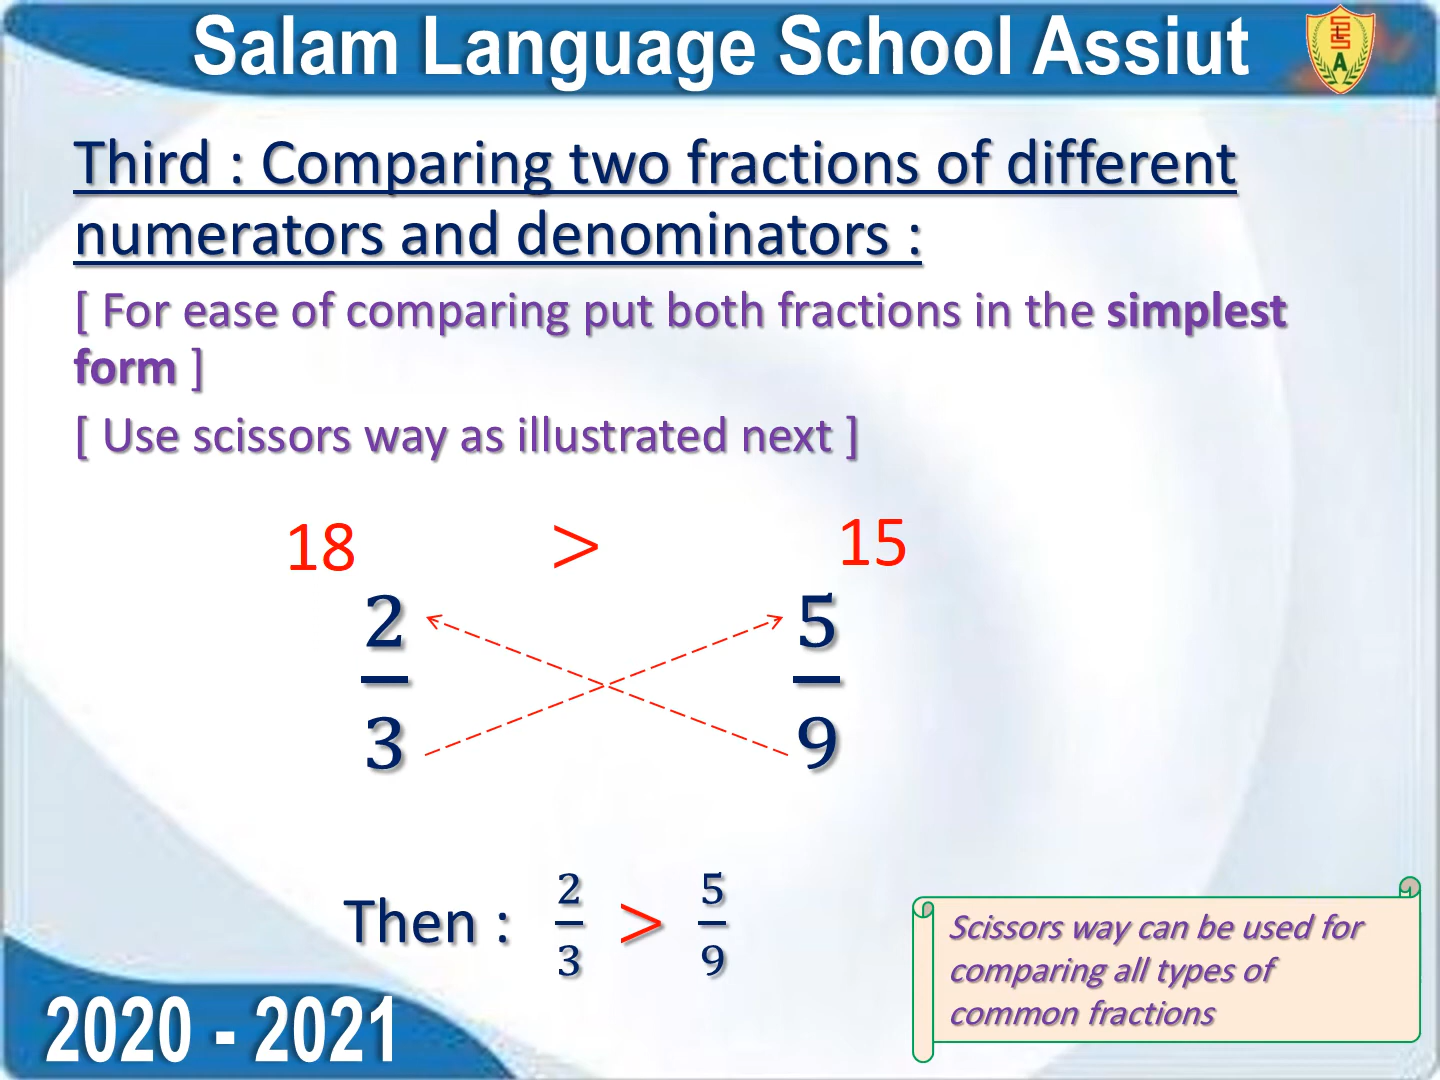 Salam Language School Assiut
Third : Comparing two fractions of different
numerators and denominators :
[ For ease of comparing put both fractions in the simplest
form ]
[ Use scissors way as illustrated next ]
18 > 15
2 5
3 9
Then : 2/3 > 5/9
Scissors way can be used for
comparing all types of
common fractions
2020 - 2021